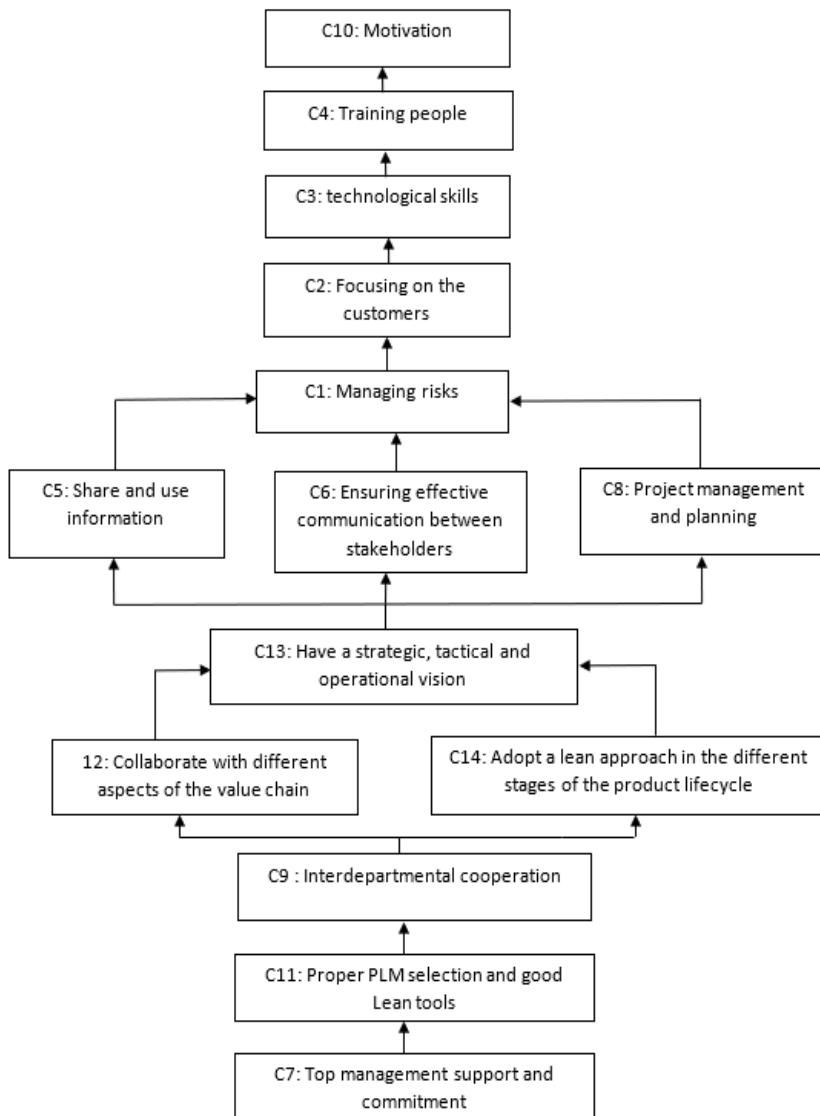 C10: Motivation
C4: Training people
C3: technological skills
C2: Focusing on the
customers
C1: Managing risks
C5: Share and use
information
C6: Ensuring effective
communication between
stakeholders
C8: Project management
and planning
C13: Have a strategic, tactical and
operational vision
12: Collaborate with different
aspects of the value chain
C14: Adopt a lean approach in the different
stages of the product lifecycle
C9 : Interdepartmental cooperation
C11: Proper PLM selection and good
Lean tools
C7: Top management support and
commitment